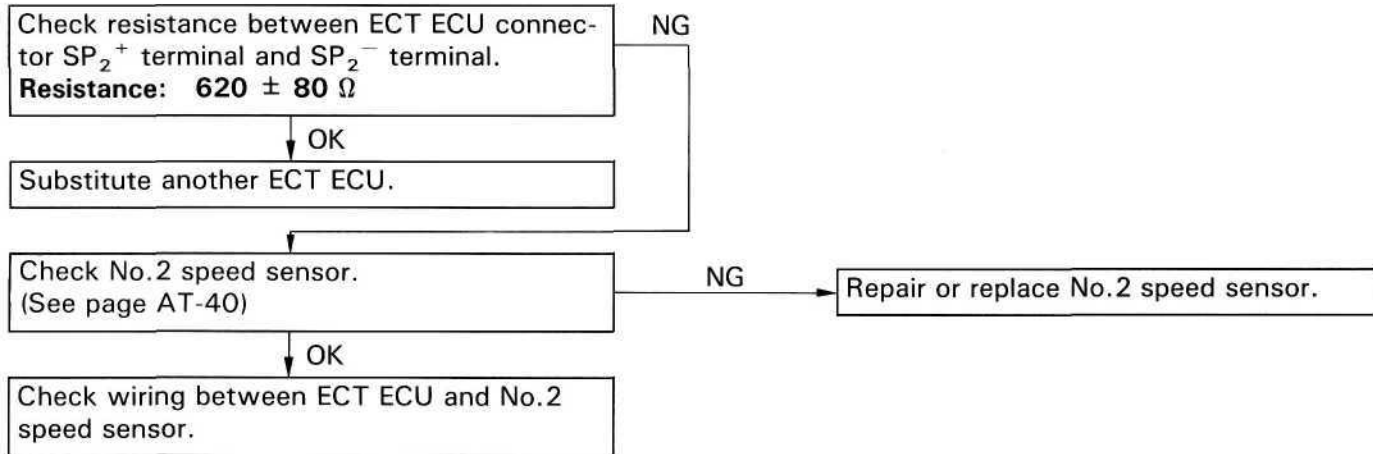 Check resistance between ECT ECU connec-
tor SP₂⁺ terminal and SP₂⁻ terminal.
Resistance: 620 ± 80 Ω
NG
OK
Substitute another ECT ECU.
Check No.2 speed sensor.
(See page AT-40)
NG
Repair or replace No.2 speed sensor.
OK
Check wiring between ECT ECU and No.2
speed sensor.